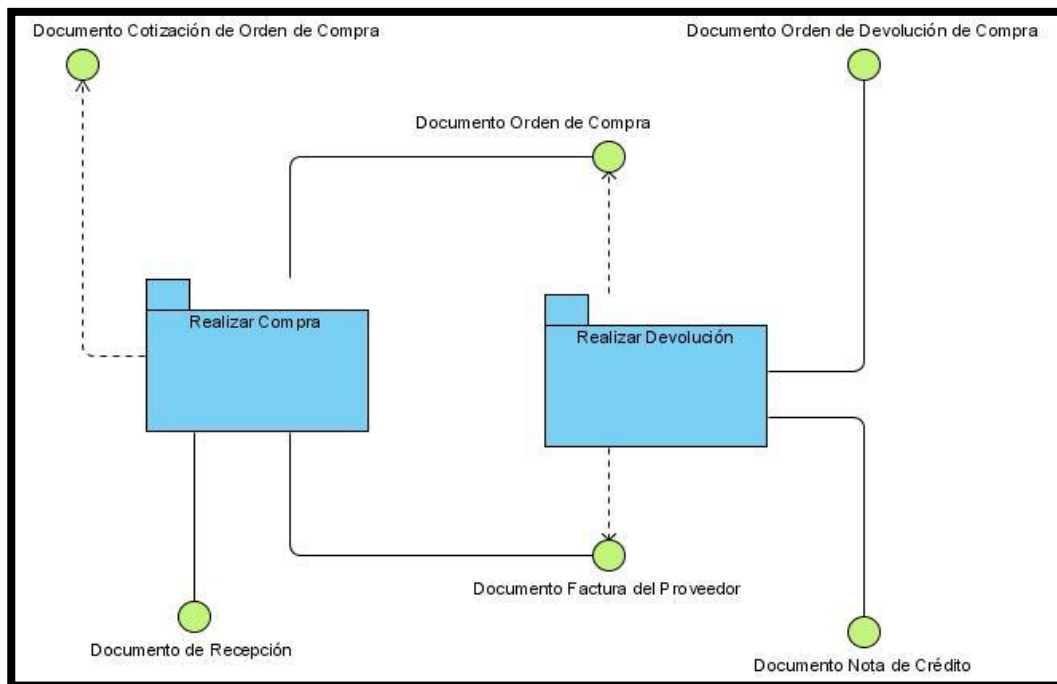 Documento Cotización de Orden de Compra
Documento Orden de Devolución de Compra
Documento Orden de Compra
Realizar Compra
Realizar Devolución
Documento Factura del Proveedor
Documento de Recepción
Documento Nota de Crédito